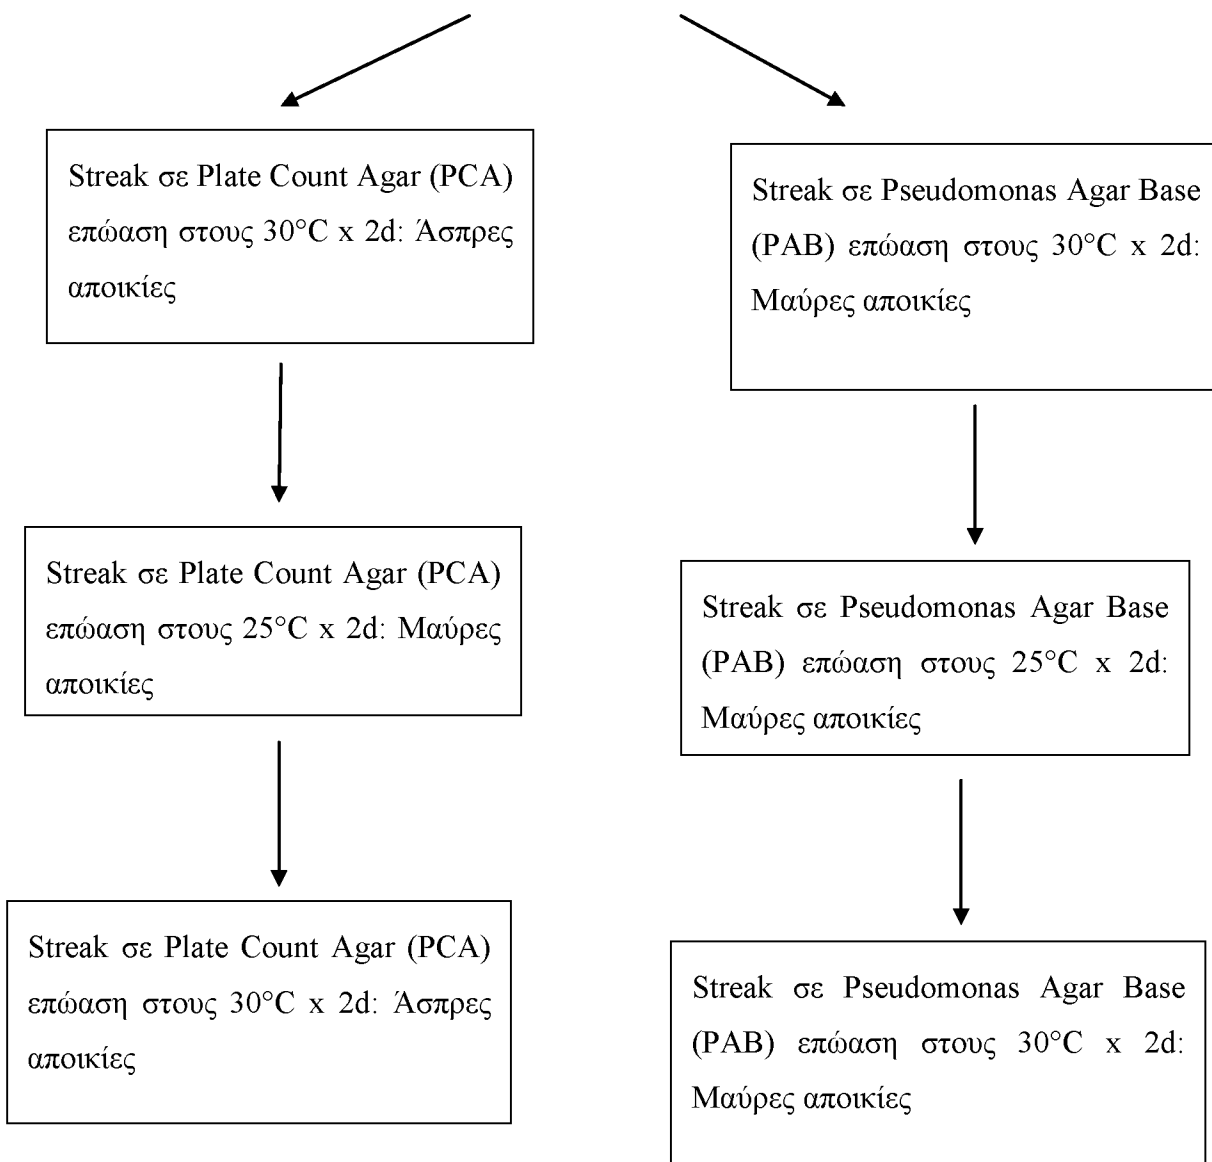 Streak σε Plate Count Agar (PCA)
επώαση στους 30°C x 2d: Άσπρες
αποικίες
Streak σε Pseudomonas Agar Base
(PAB) επώαση στους 30°C x 2d:
Μαύρες αποικίες
Streak σε Plate Count Agar (PCA)
επώαση στους 25°C x 2d: Μαύρες
αποικίες
Streak σε Pseudomonas Agar Base
(PAB) επώαση στους 25°C x 2d:
Μαύρες αποικίες
Streak σε Plate Count Agar (PCA)
επώαση στους 30°C x 2d: Άσπρες
αποικίες
Streak σε Pseudomonas Agar Base
(PAB) επώαση στους 30°C x 2d:
Μαύρες αποικίες